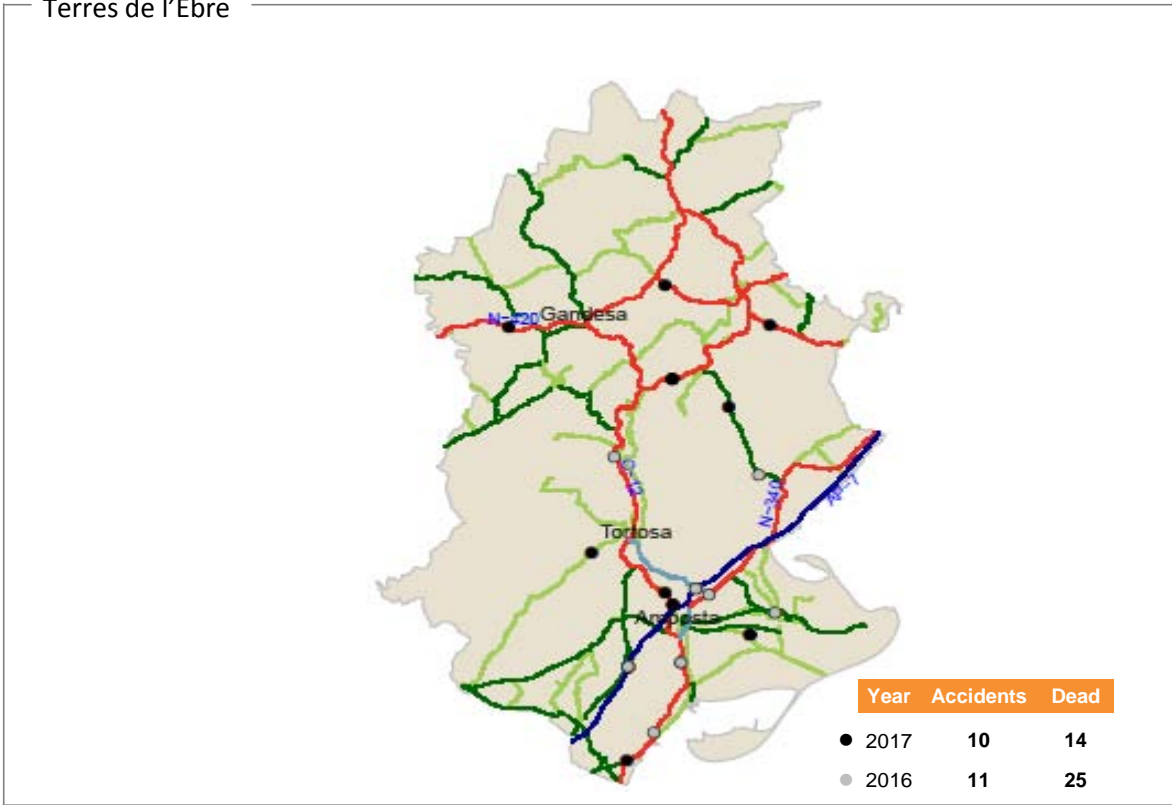 Terres de l'Ebre
N-420
Gandesa
C-12
N-340
AP-7
Tortosa
Amposta
Year Accidents Dead
2017 10 14
2016 11 25